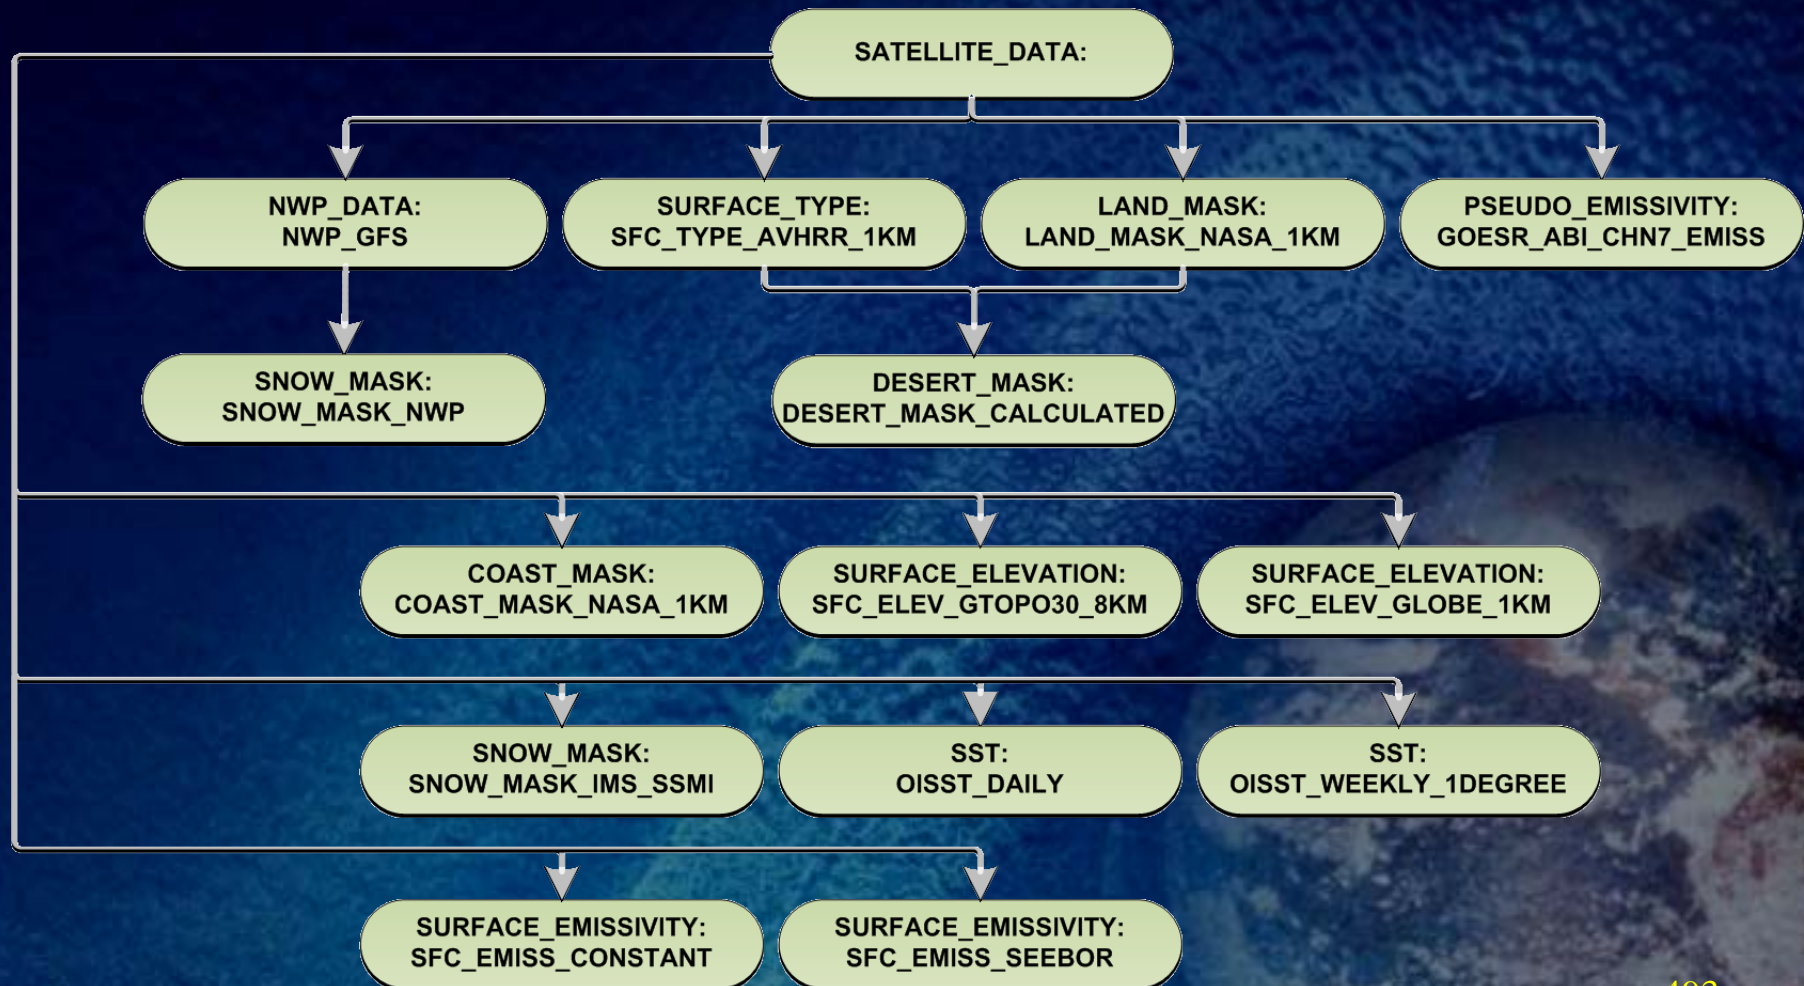 SATELLITE_DATA:
NWP_DATA:
NWP_GFS
SURFACE_TYPE:
SFC_TYPE_AVHRR_1KM
LAND_MASK:
LAND_MASK_NASA_1KM
PSEUDO_EMISSIVITY:
GOESR_ABI_CHN7_EMISS
SNOW_MASK:
SNOW_MASK_NWP
DESERT_MASK:
DESERT_MASK_CALCULATED
COAST_MASK:
COAST_MASK_NASA_1KM
SURFACE_ELEVATION:
SFC_ELEV_GTOPO30_8KM
SURFACE_ELEVATION:
SFC_ELEV_GLOBE_1KM
SNOW_MASK:
SNOW_MASK_IMS_SSMI
SST:
OISST_DAILY
SST:
OISST_WEEKLY_1DEGREE
SURFACE_EMISSIVITY:
SFC_EMISS_CONSTANT
SURFACE_EMISSIVITY:
SFC_EMISS_SEEBOR